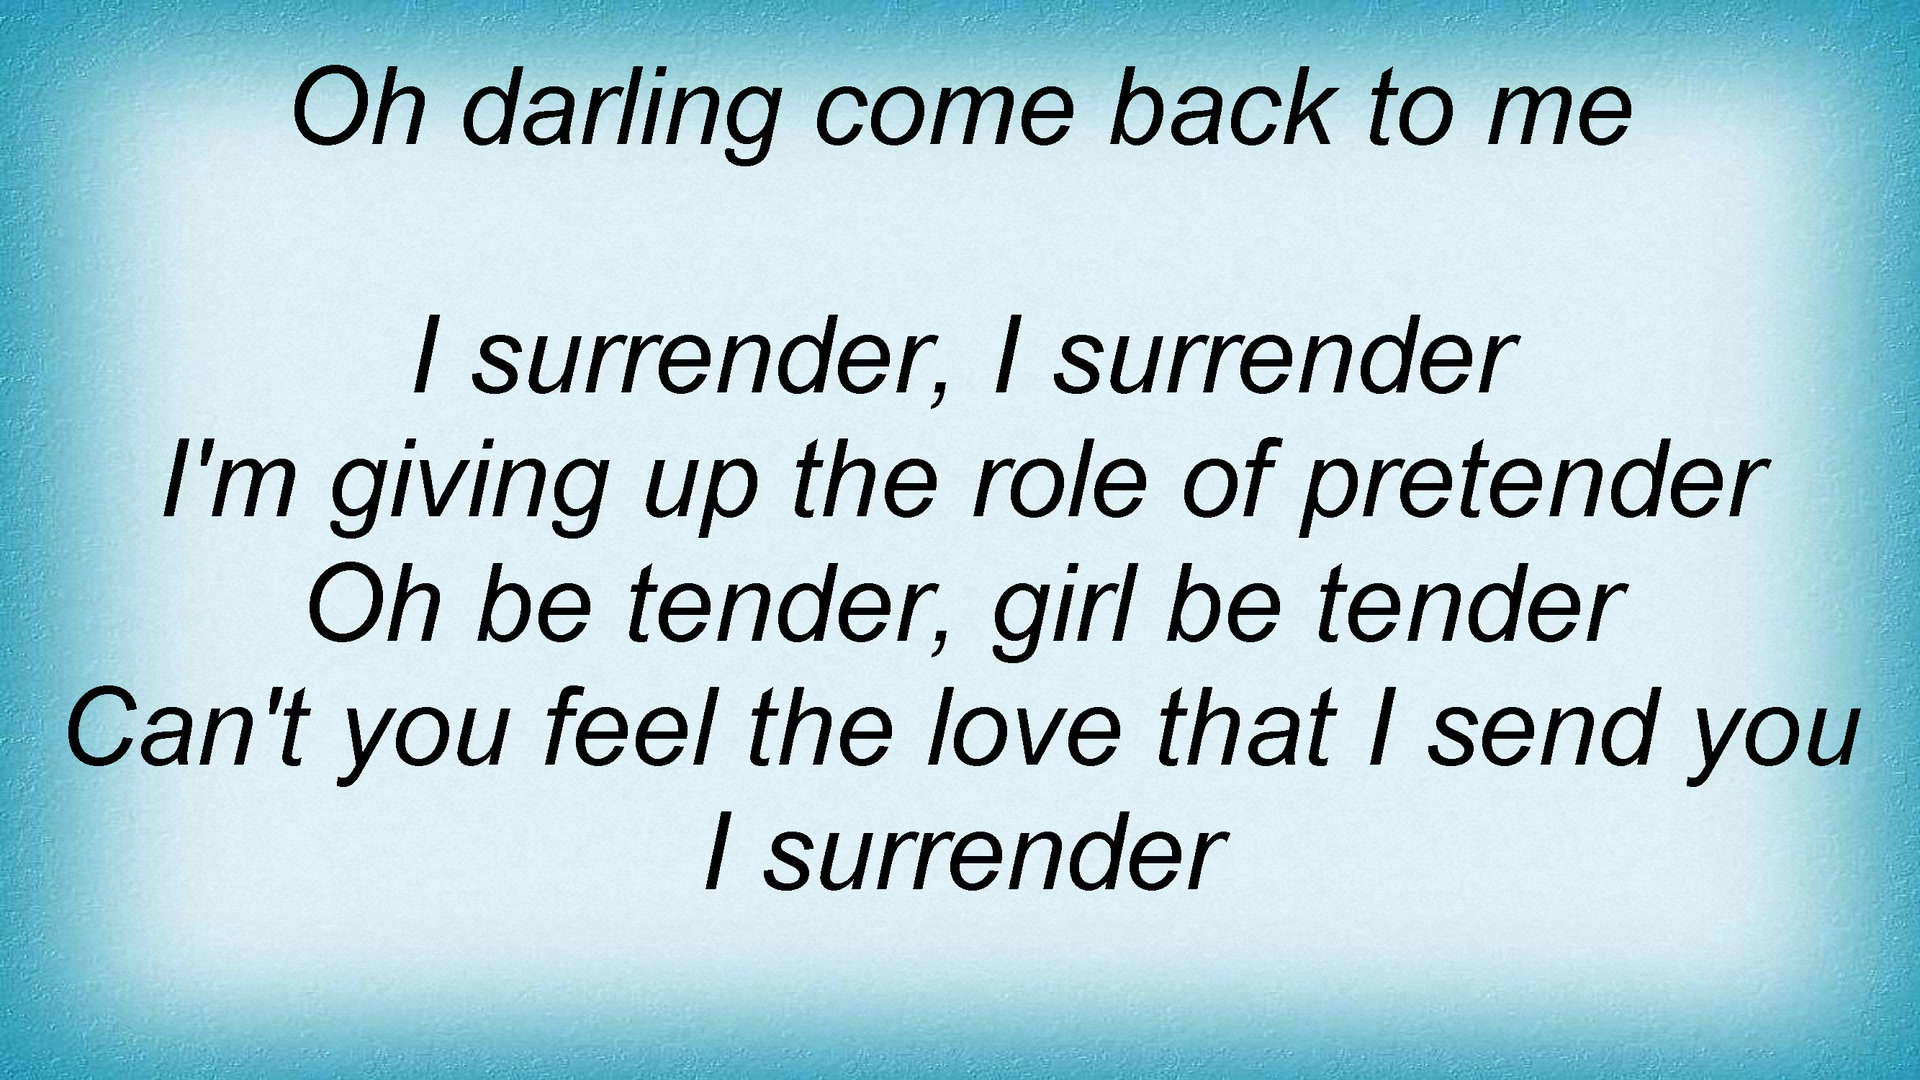 Oh darling come back to me
I surrender, I surrender
I'm giving up the role of pretender
Oh be tender, girl be tender
Can't you feel the love that I send you
I surrender